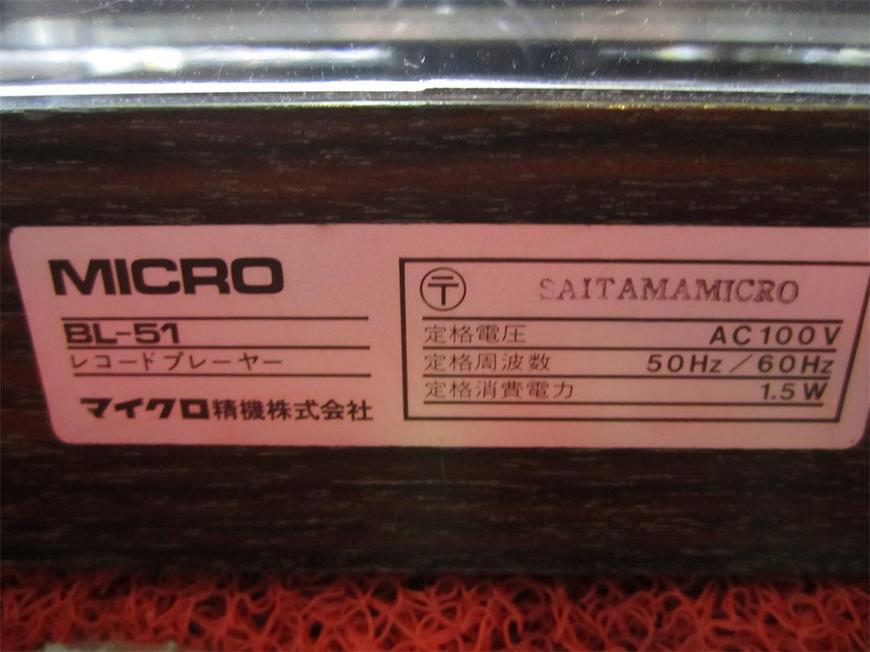 MICRO
BL-51
レコードプレーヤー
マイクロ精機株式会社
〒 SAITAMAMICRO
定格電圧 AC100V
定格周波数 50Hz/60Hz
定格消費電力 1.5W